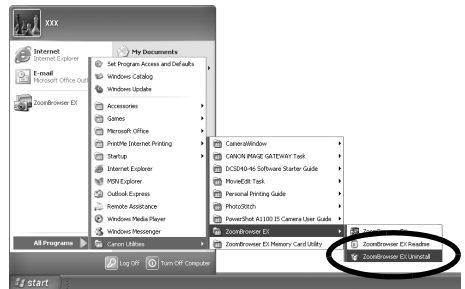 XXX
Internet
Internet Explorer
E-mail
Microsoft Office Outl
ZoomBrowser EX
My Documents
Set Program Access and Defaults
Windows Catalog
Windows Update
Accessories
Games
Microsoft Office
PrintMe Internet Printing
Startup
Internet Explorer
MSN Explorer
Outlook Express
Remote Assistance
Windows Media Player
Windows Messenger
Canon Utilities
CameraWindow
CANON iMAGE GATEWAY Task
DCSD40-46 Software Starter Guide
MovieEdit Task
Personal Printing Guide
PhotoStitch
PowerShot A1100 IS Camera User Guide
ZoomBrowser EX
ZoomBrowser EX Memory Card Utility
ZoomBrowser EX Readme
ZoomBrowser EX Uninstall
All Programs
Log Off
Turn Off Computer
start